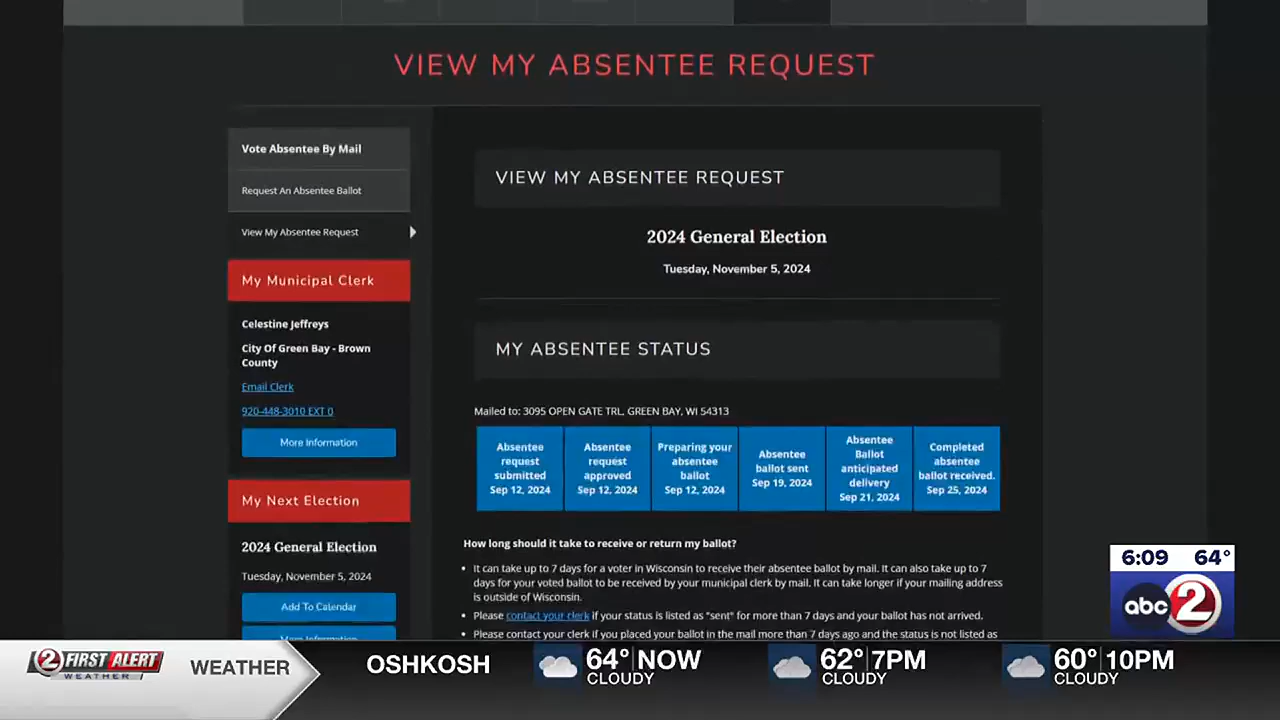 VIEW MY ABSENTEE REQUEST
Vote Absentee By Mail
Request An Absentee Ballot
View My Absentee Request
My Municipal Clerk
Celestine Jeffreys
City Of Green Bay - Brown
County
Email Clerk
920-448-3010 EXT 0
More Information
My Next Election
2024 General Election
Tuesday, November 5, 2024
Add To Calendar
More Information
VIEW MY ABSENTEE REQUEST
2024 General Election
Tuesday, November 5, 2024
MY ABSENTEE STATUS
Mailed to: 3095 OPEN GATE TRL, GREEN BAY, WI 54313
Absentee
request
submitted
Sep 12, 2024
Absentee
request
approved
Sep 12, 2024
Preparing your
absentee
ballot
Sep 12, 2024
Absentee
ballot sent
Sep 19, 2024
Absentee
Ballot
anticipated
delivery
Sep 21, 2024
Completed
absentee
ballot received.
Sep 25, 2024
How long should it take to receive or return my ballot?
• It can take up to 7 days for a voter in Wisconsin to receive their absentee ballot by mail. It can also take up to 7
days for your voted ballot to be received by your municipal clerk by mail. It can take longer if your mailing address
is outside of Wisconsin.
• Please contact your clerk if your status is listed as "sent" for more than 7 days and your ballot has not arrived.
• Please contact your clerk if you placed your ballot in the mail more than 7 days ago and the status is not listed as
6:09 64°
abc 2
2 FIRST ALERT
WEATHER
WEATHER
OSHKOSH
64° NOW
CLOUDY
62° 7PM
CLOUDY
60° 10PM
CLOUDY